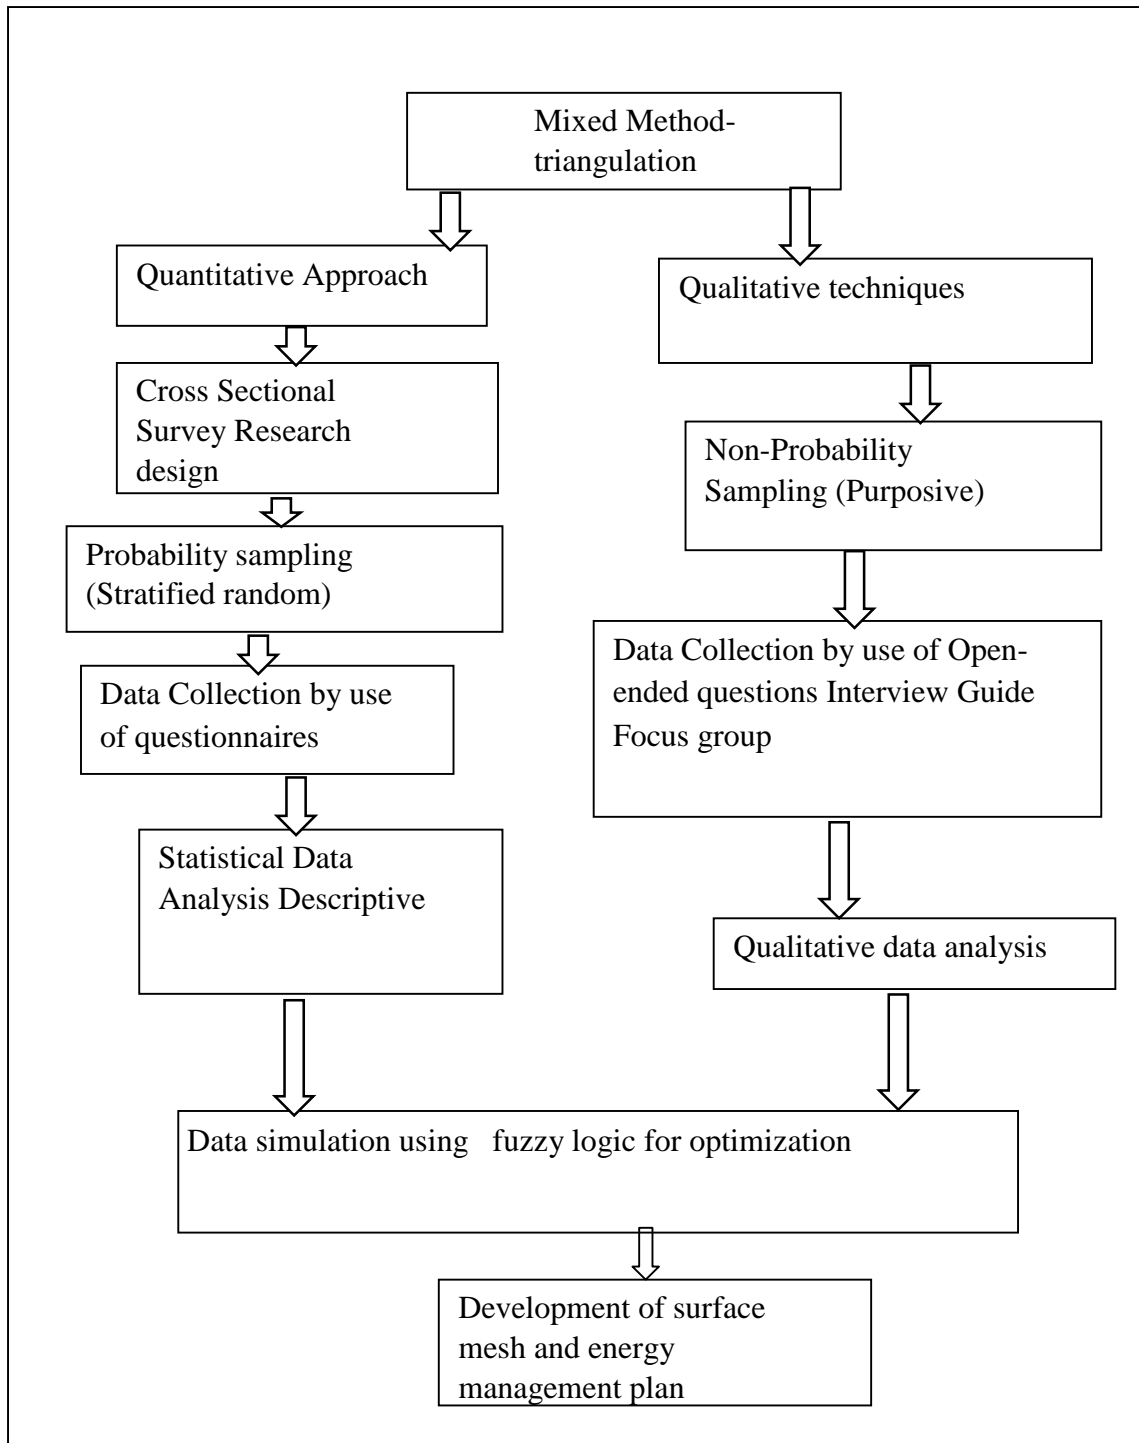 Mixed Method-
triangulation
Quantitative Approach
Qualitative techniques
Cross Sectional
Survey Research
design
Non-Probability
Sampling (Purposive)
Probability sampling
(Stratified random)
Data Collection by use of Open-
ended questions Interview Guide
Focus group
Data Collection by use
of questionnaires
Statistical Data
Analysis Descriptive
Qualitative data analysis
Data simulation using fuzzy logic for optimization
Development of surface
mesh and energy
management plan